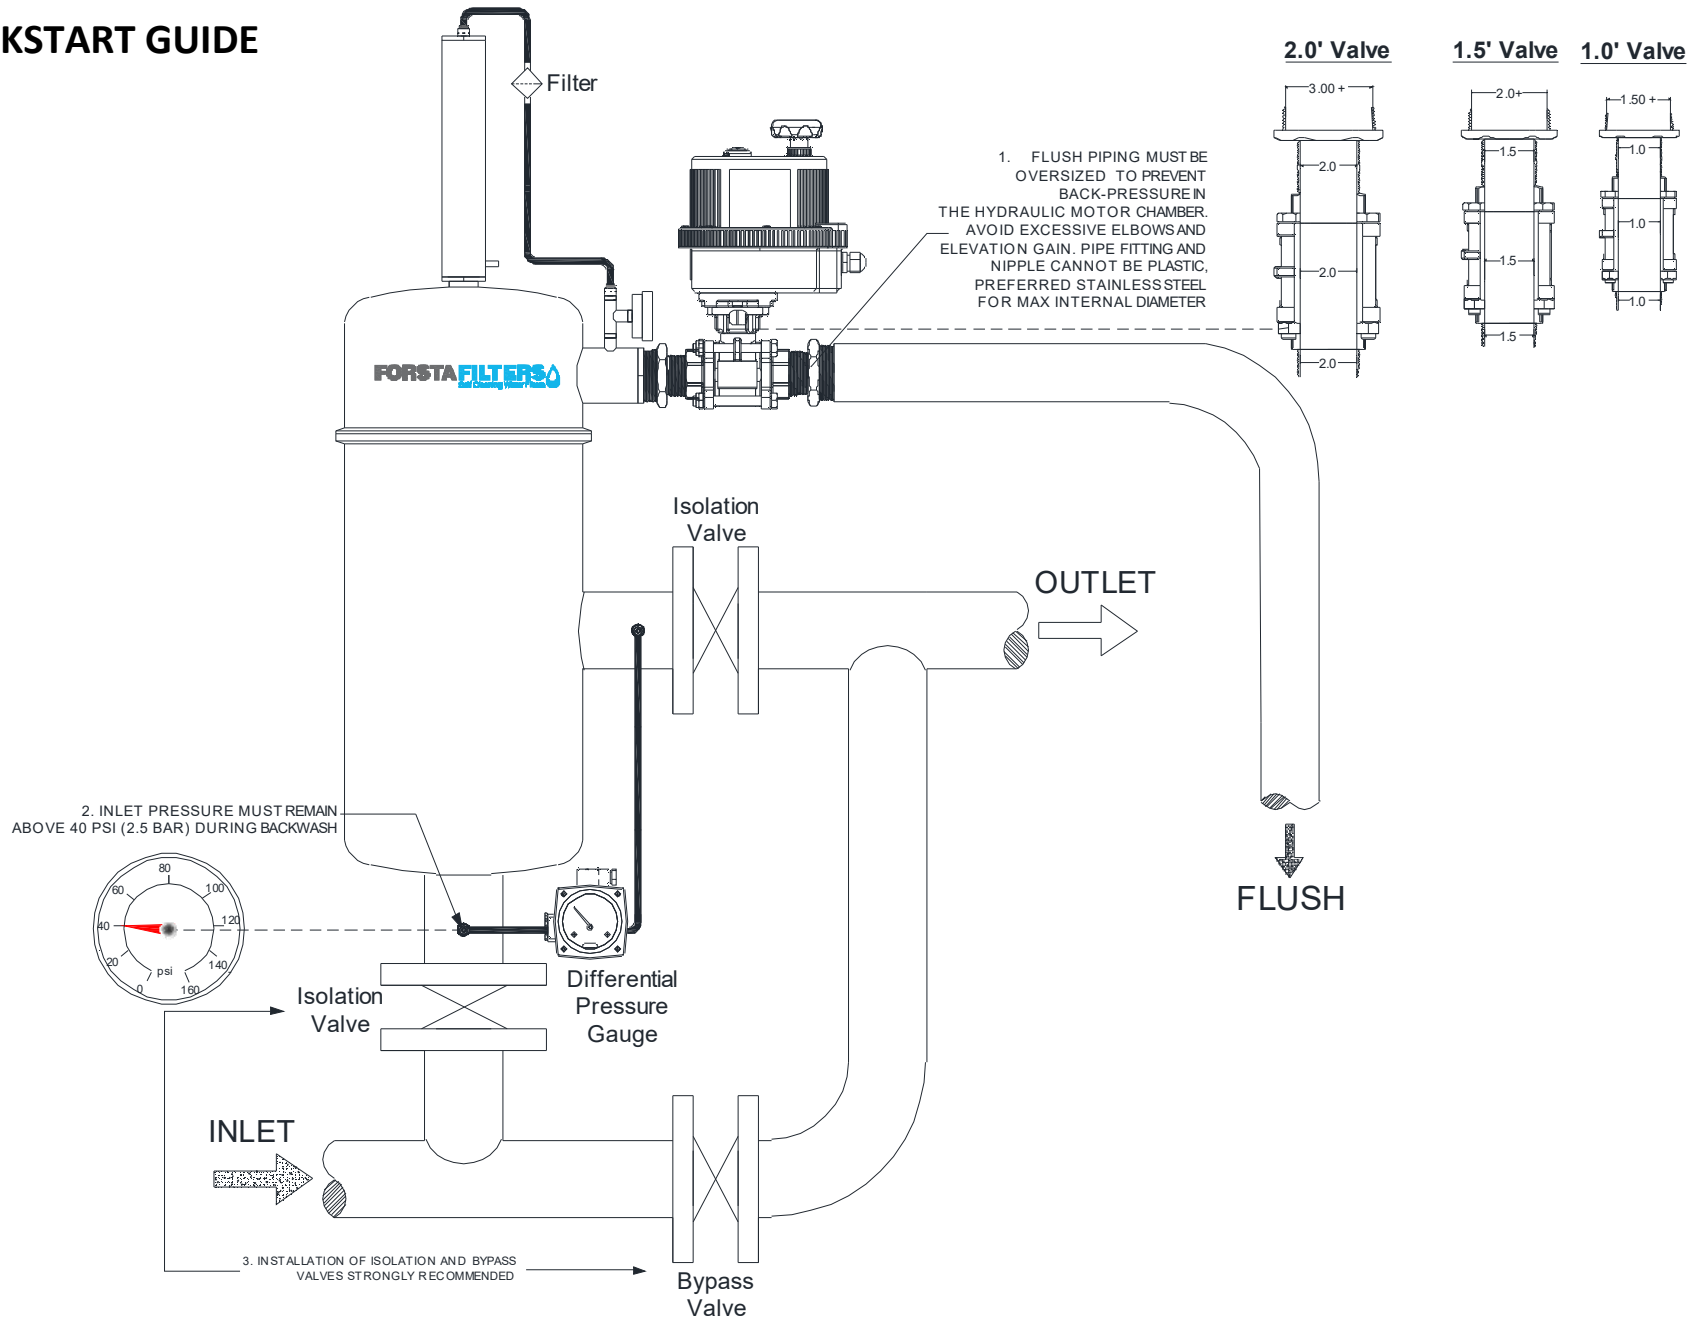 KSTART GUIDE
Filter
2.0' Valve
1.5' Valve
1.0' Valve
3.00 +
2.0+
1.50 +
2.0
1.5
1.0
2.0
1.5
1.0
2.0
1.5
1.0
1. FLUSH PIPING MUST BE
OVERSIZED TO PREVENT
BACK-PRESSURE IN
THE HYDRAULIC MOTOR CHAMBER.
AVOID EXCESSIVE ELBOWS AND
ELEVATION GAIN. PIPE FITTING AND
NIPPLE CANNOT BE PLASTIC,
PREFERRED STAINLESS STEEL
FOR MAX INTERNAL DIAMETER
FORSTA FILTERS
Self Cleaning Water Filters
Isolation
Valve
OUTLET
2. INLET PRESSURE MUST REMAIN
ABOVE 40 PSI (2.5 BAR) DURING BACKWASH
0
20
40
60
80
100
120
140
160
psi
FLUSH
Differential
Pressure
Gauge
Isolation
Valve
INLET
3. INSTALLATION OF ISOLATION AND BYPASS
VALVES STRONGLY RECOMMENDED
Bypass
Valve